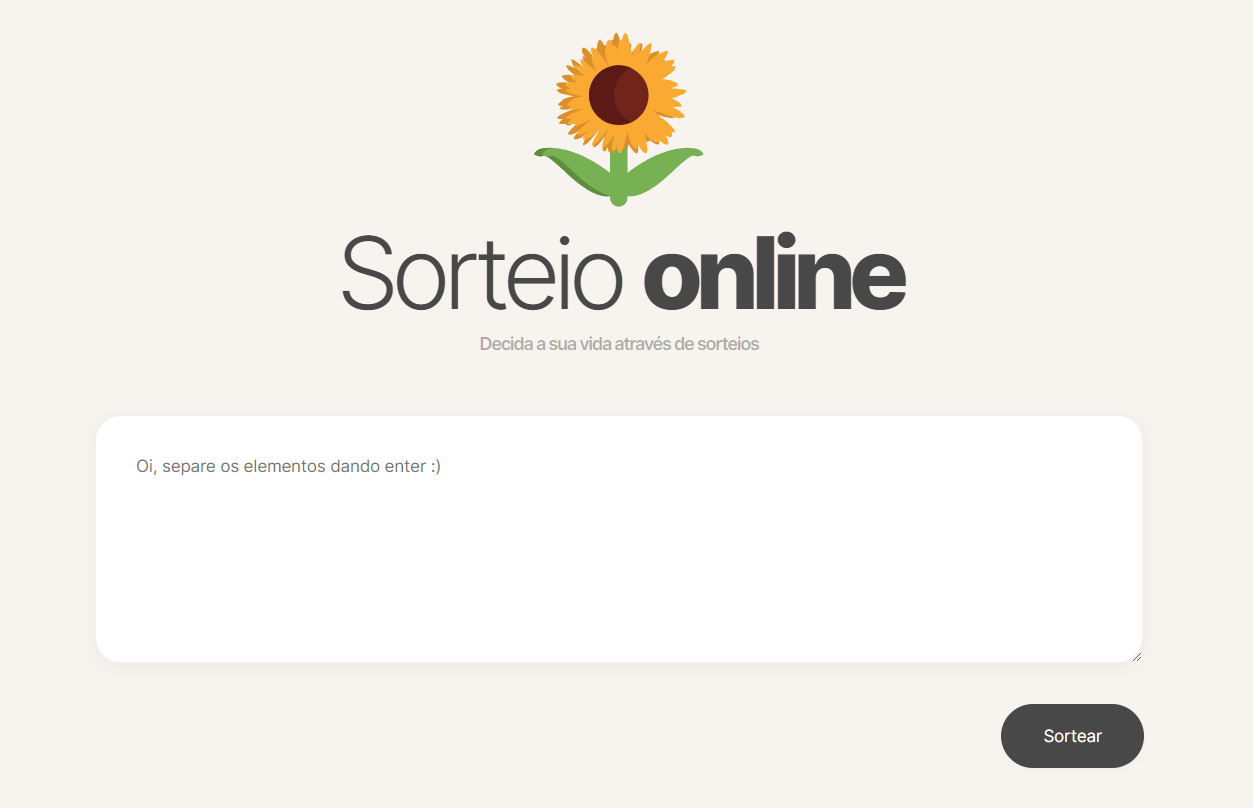 Sorteio online
Decida a sua vida através de sorteios
Oi, separe os elementos dando enter :)
Sortear